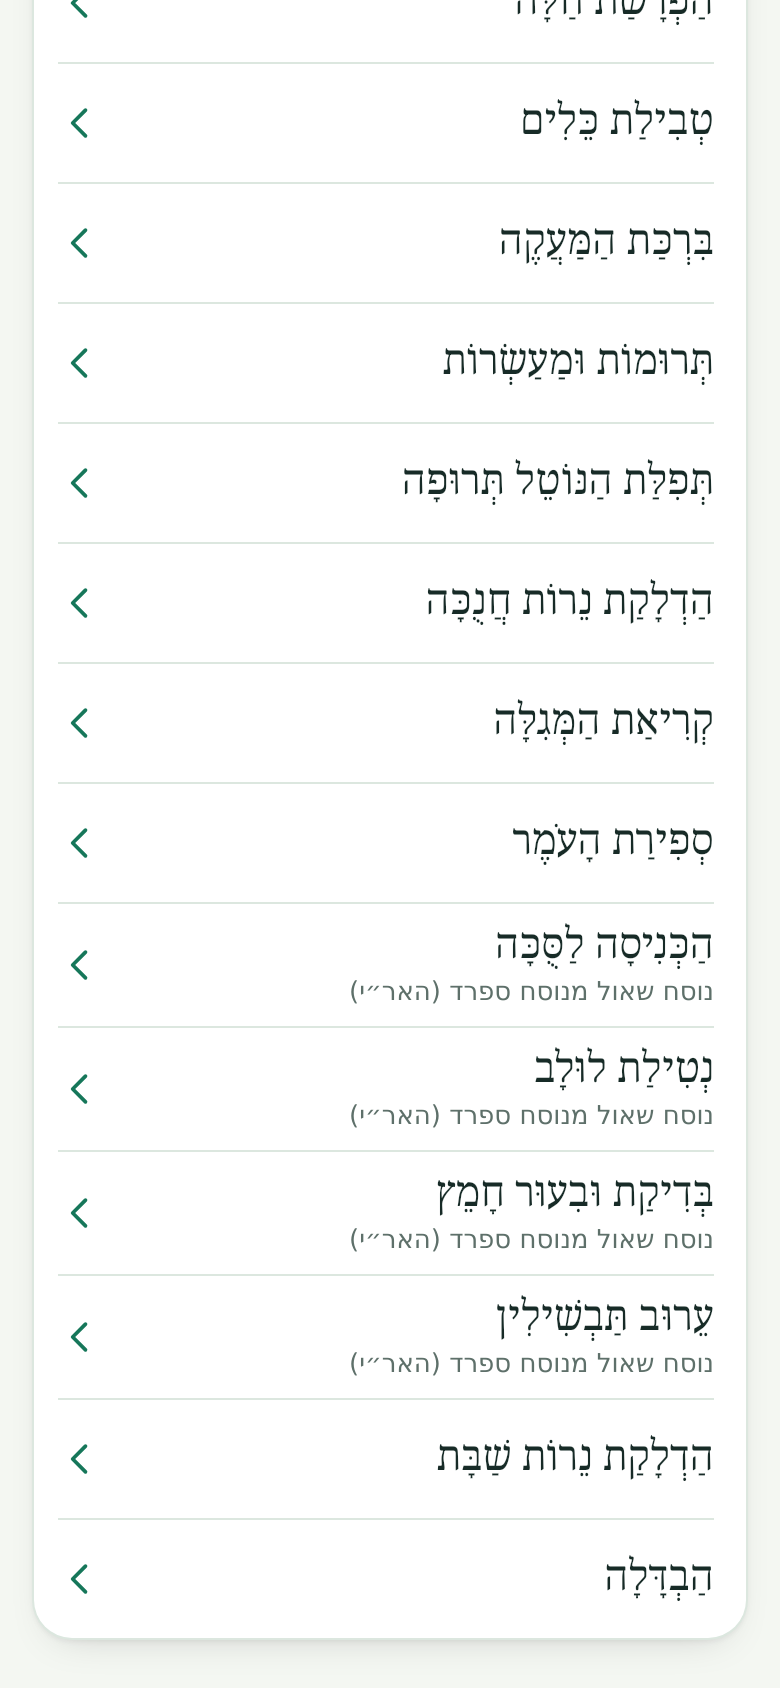 הַפְרָשַׁת חַלָּה
טְבִילַת כֵּלִים
בִּרְכַּת הַמַּעֲקֶה
תְּרוּמוֹת וּמַעַשְׂרוֹת
תְּפִלַּת הַנּוֹטֵל תְּרוּפָה
הַדְלָקַת נֵרוֹת חֲנֻכָּה
קְרִיאַת הַמְּגִלָּה
סְפִירַת הָעֹמֶר
הַכְּנִיסָה לַסֻּכָּה
נוסח שאול מנוסח ספרד (האר״י)
נְטִילַת לוּלָב
נוסח שאול מנוסח ספרד (האר״י)
בְּדִיקַת וּבִעוּר חָמֵץ
נוסח שאול מנוסח ספרד (האר״י)
עֵרוּב תַּבְשִׁילִין
נוסח שאול מנוסח ספרד (האר״י)
הַדְלָקַת נֵרוֹת שַׁבָּת
הַבְדָּלָה